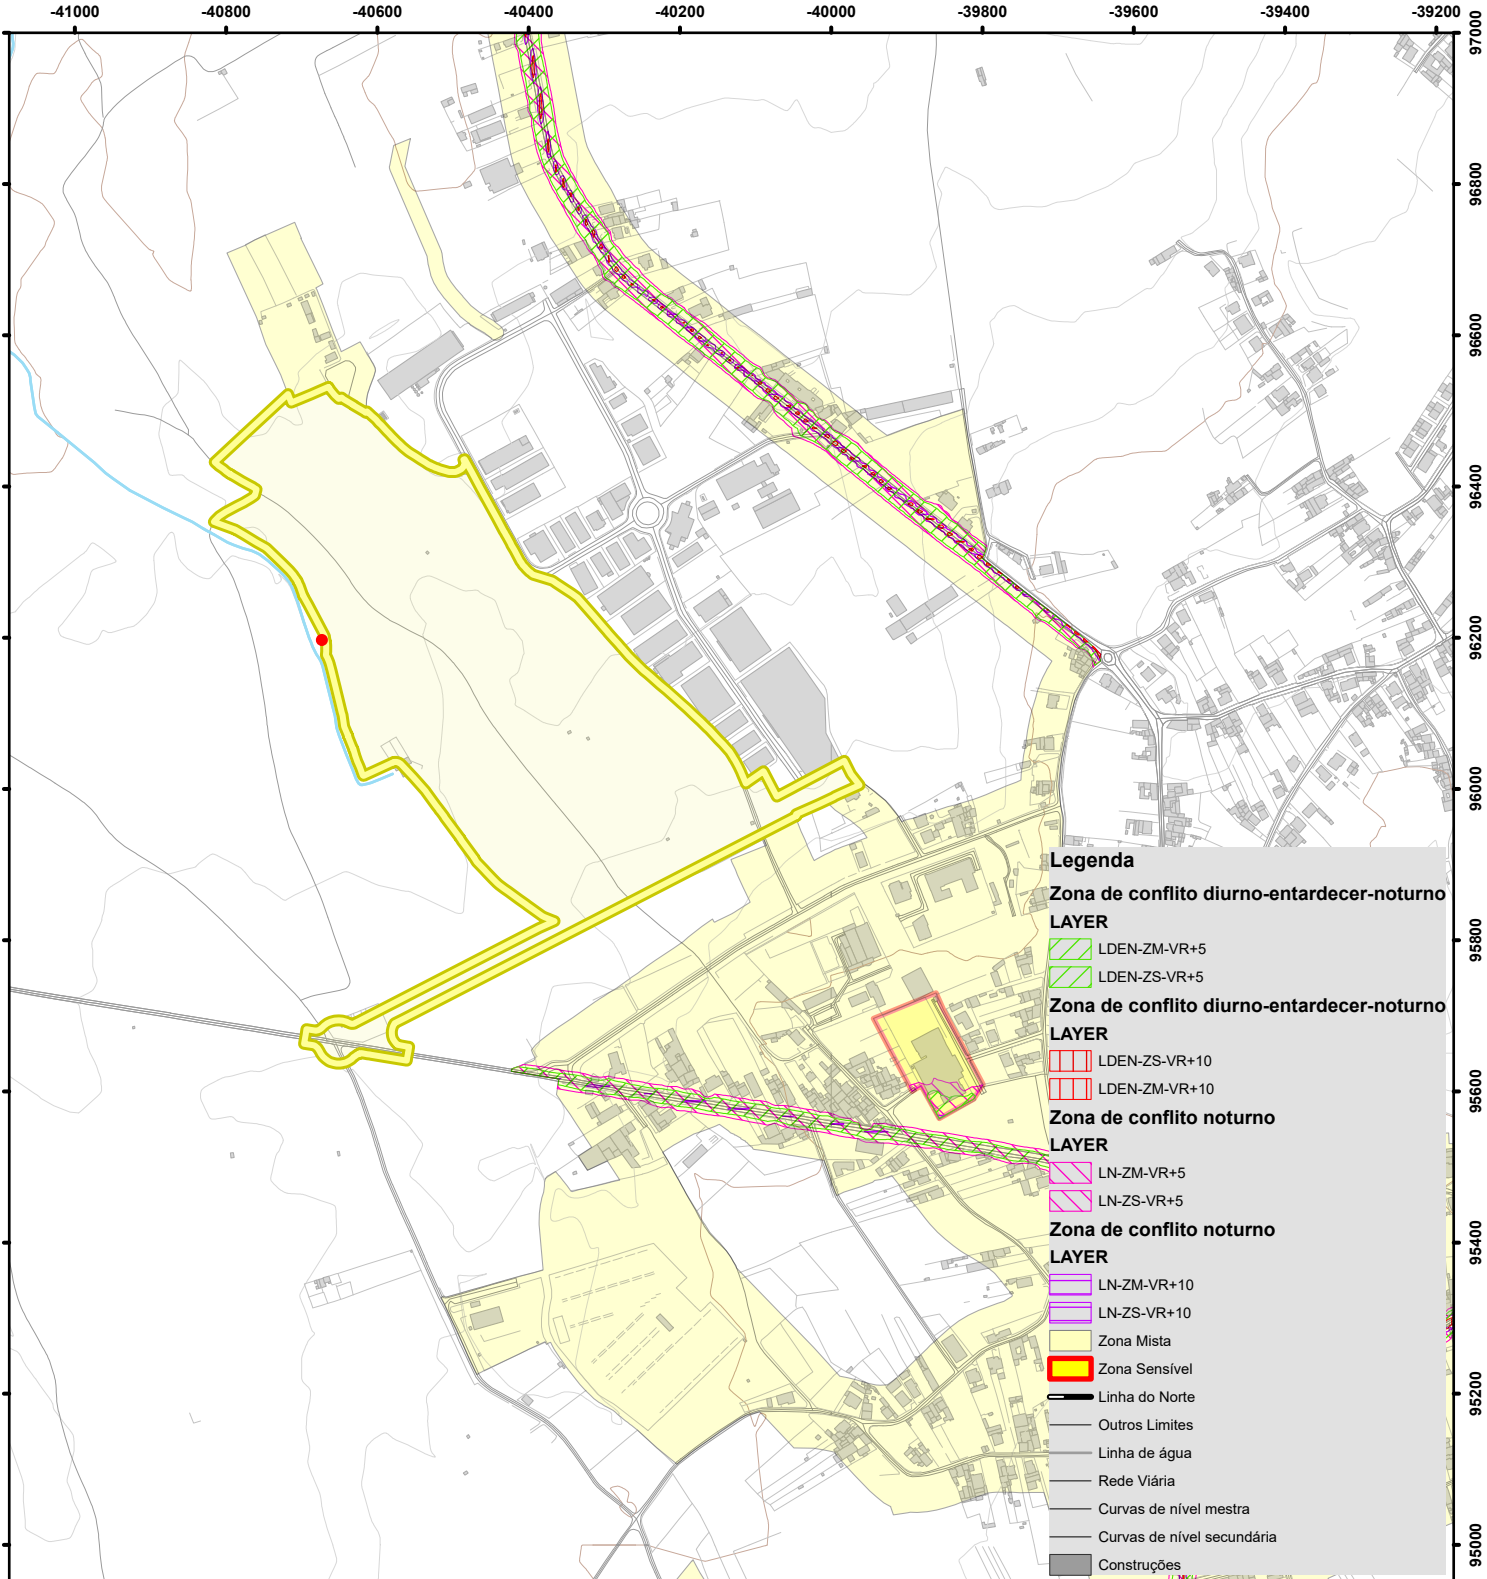 -41000 -40800 -40600 -40400 -40200 -40000 -39800 -39600 -39400 -39200
97000
96800
96600
96400
96200
96000
95800
95600
95400
95200
95000
Legenda
Zona de conflito diurno-entardecer-noturno
LAYER
LDEN-ZM-VR+5
LDEN-ZS-VR+5
Zona de conflito diurno-entardecer-noturno
LAYER
LDEN-ZS-VR+10
LDEN-ZM-VR+10
Zona de conflito noturno
LAYER
LN-ZM-VR+5
LN-ZS-VR+5
Zona de conflito noturno
LAYER
LN-ZM-VR+10
LN-ZS-VR+10
Zona Mista
Zona Sensível
Linha do Norte
Outros Limites
Linha de água
Rede Viária
Curvas de nível mestra
Curvas de nível secundária
Construções